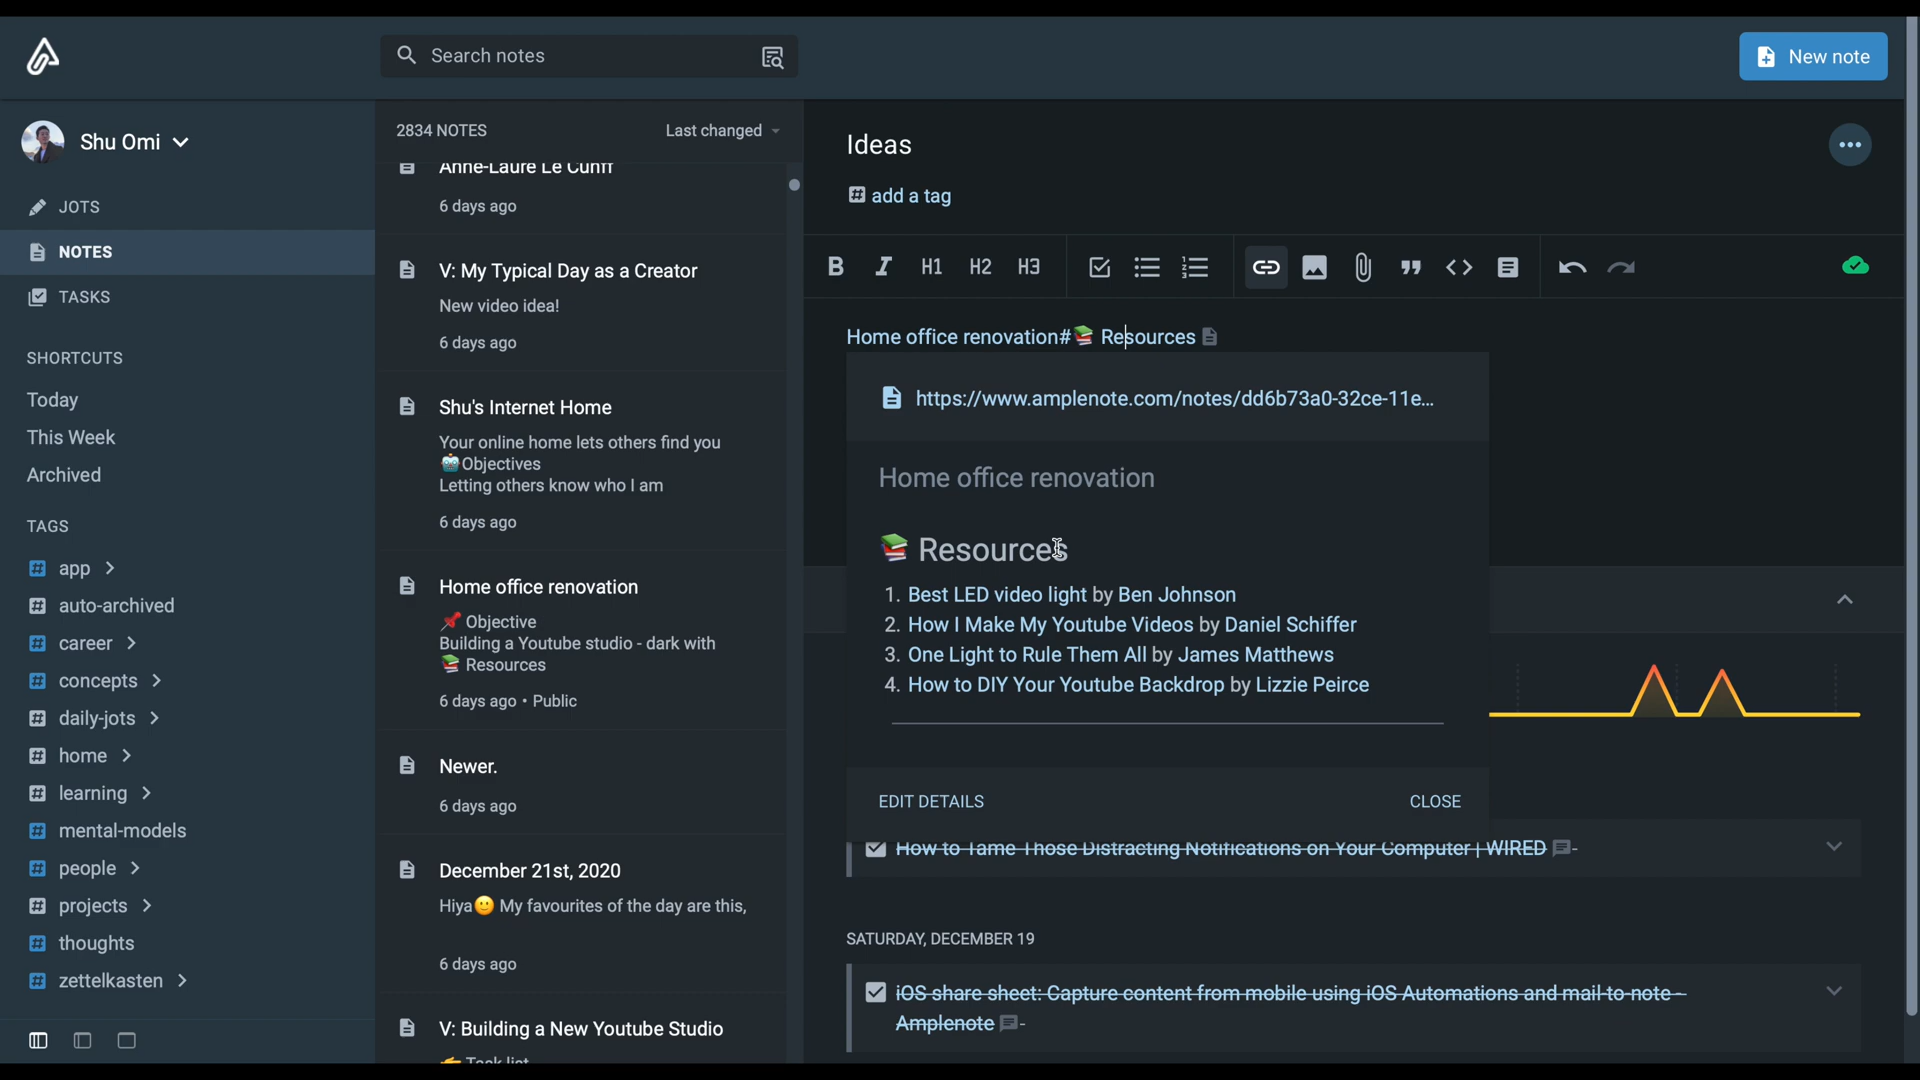 Search notes
New note
Shu Omi
JOTS
NOTES
TASKS
SHORTCUTS
Today
This Week
Archived
TAGS
app
auto-archived
career
concepts
daily-jots
home
learning
mental-models
people
projects
thoughts
zettelkasten
2834 NOTES
Last changed
Anne-Laure Le Cunff
6 days ago
V: My Typical Day as a Creator
New video idea!
6 days ago
Shu's Internet Home
Your online home lets others find you
🤖Objectives
Letting others know who I am
6 days ago
Home office renovation
📌 Objective
Building a Youtube studio - dark with
📚 Resources
6 days ago • Public
Newer.
6 days ago
December 21st, 2020
Hiya🙂 My favourites of the day are this,
6 days ago
V: Building a New Youtube Studio
👉 Task list
Ideas
add a tag
B I H1 H2 H3
Home office renovation#📚 Resources
https://www.amplenote.com/notes/dd6b73a0-32ce-11e...
Home office renovation
📚 Resources
1. Best LED video light by Ben Johnson
2. How I Make My Youtube Videos by Daniel Schiffer
3. One Light to Rule Them All by James Matthews
4. How to DIY Your Youtube Backdrop by Lizzie Peirce
EDIT DETAILS
CLOSE
How to Tame Those Distracting Notifications on Your Computer | WIRED
SATURDAY, DECEMBER 19
iOS share sheet: Capture content from mobile using iOS Automations and mail-to-note -
Amplenote